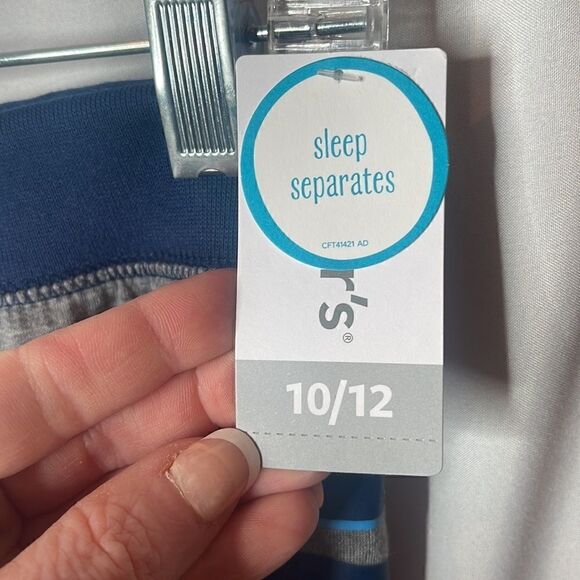 sleep
separates
CFT41421 AD
r's®
10/12